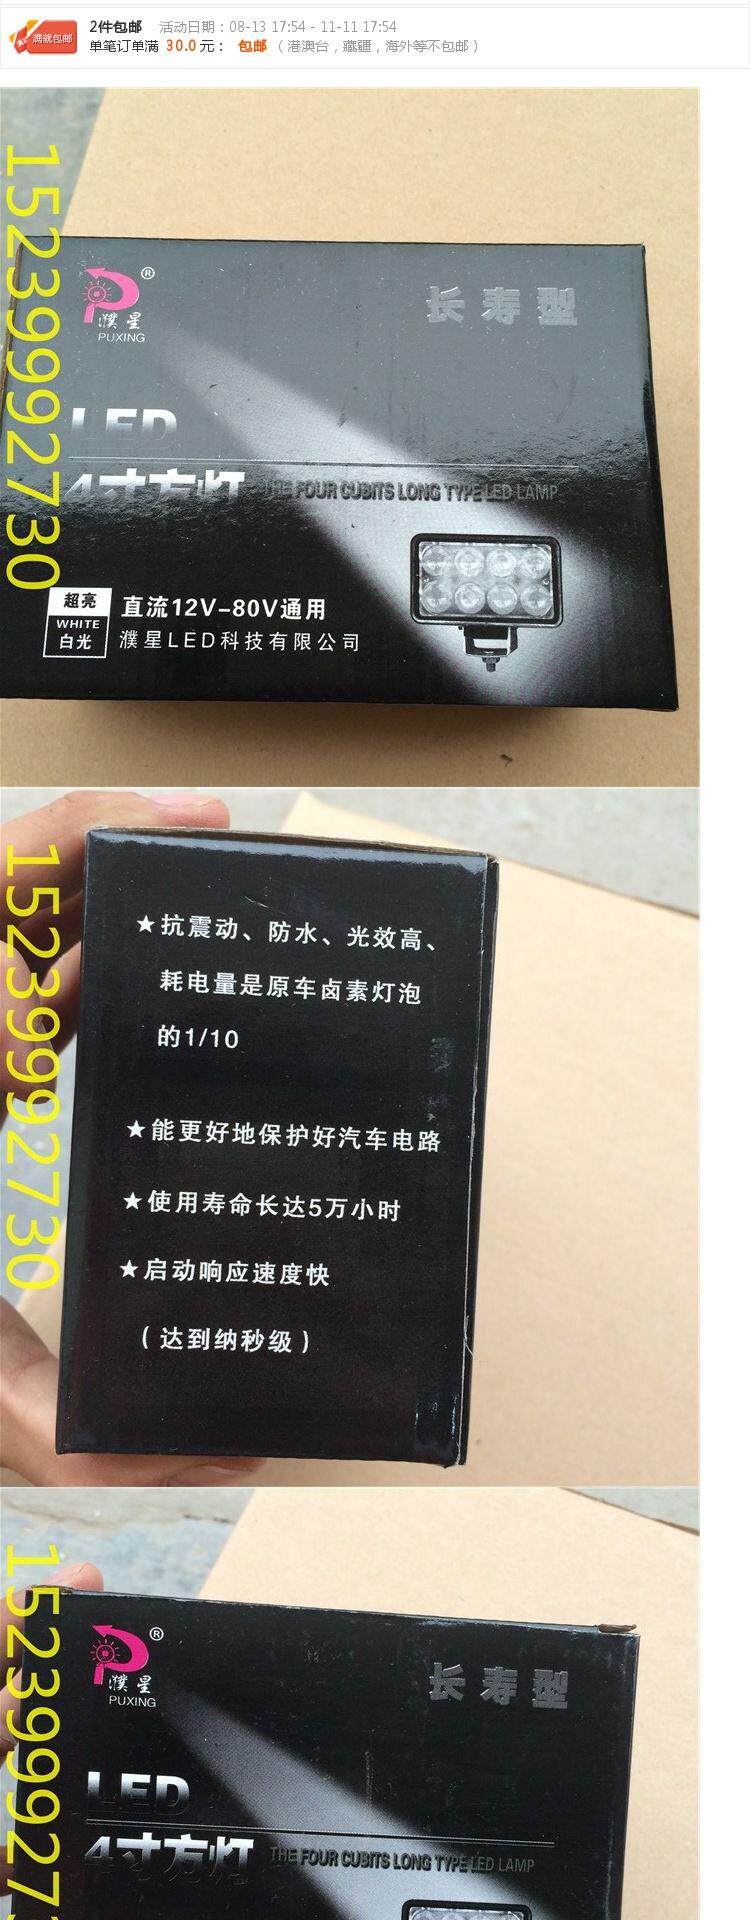 满就包邮
2件包邮 活动日期：08-13 17:54 - 11-11 17:54
单笔订单满 30.0 元： 包邮 （港澳台，藏疆，海外等不包邮）
15239992730
®
濮星
PUXING
长寿型
LED
4寸方灯 THE FOUR CUBITS LONG TYPE LED LAMP
超亮
WHITE
白光
直流12V-80V通用
濮星LED科技有限公司
15239992730
★抗震动、防水、光效高、
耗电量是原车卤素灯泡
的1/10
★能更好地保护好汽车电路
★使用寿命长达5万小时
★启动响应速度快
（达到纳秒级）
1523999273
®
濮星
PUXING
长寿型
LED
4寸方灯 THE FOUR CUBITS LONG TYPE LED LAMP